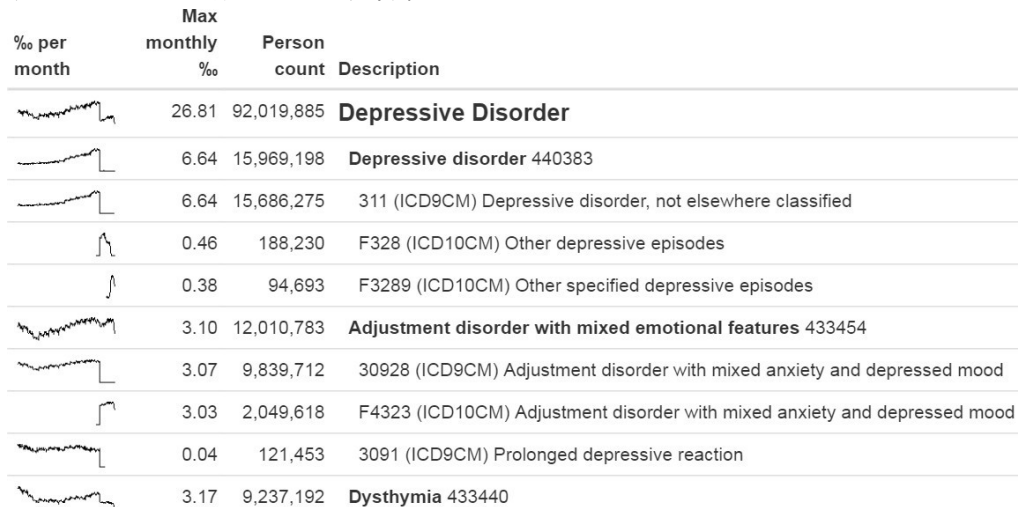 ‰ per month Max monthly ‰ Person count Description
26.81 92,019,885 Depressive Disorder
6.64 15,969,198 Depressive disorder 440383
6.64 15,686,275 311 (ICD9CM) Depressive disorder, not elsewhere classified
0.46 188,230 F328 (ICD10CM) Other depressive episodes
0.38 94,693 F3289 (ICD10CM) Other specified depressive episodes
3.10 12,010,783 Adjustment disorder with mixed emotional features 433454
3.07 9,839,712 30928 (ICD9CM) Adjustment disorder with mixed anxiety and depressed mood
3.03 2,049,618 F4323 (ICD10CM) Adjustment disorder with mixed anxiety and depressed mood
0.04 121,453 3091 (ICD9CM) Prolonged depressive reaction
3.17 9,237,192 Dysthymia 433440